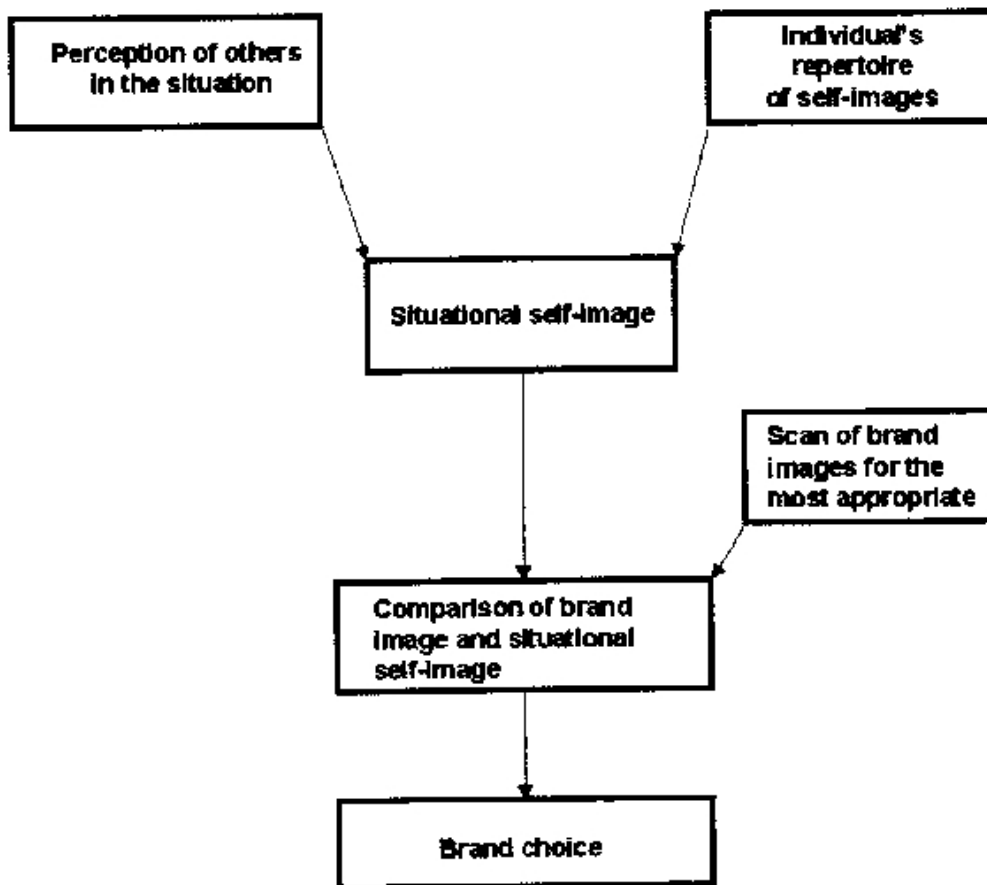 Perception of others
in the situation
Individual's
repertoire
of self-images
Situational self-image
Scan of brand
images for the
most appropriate
Comparison of brand
image and situational
self-image
Brand choice